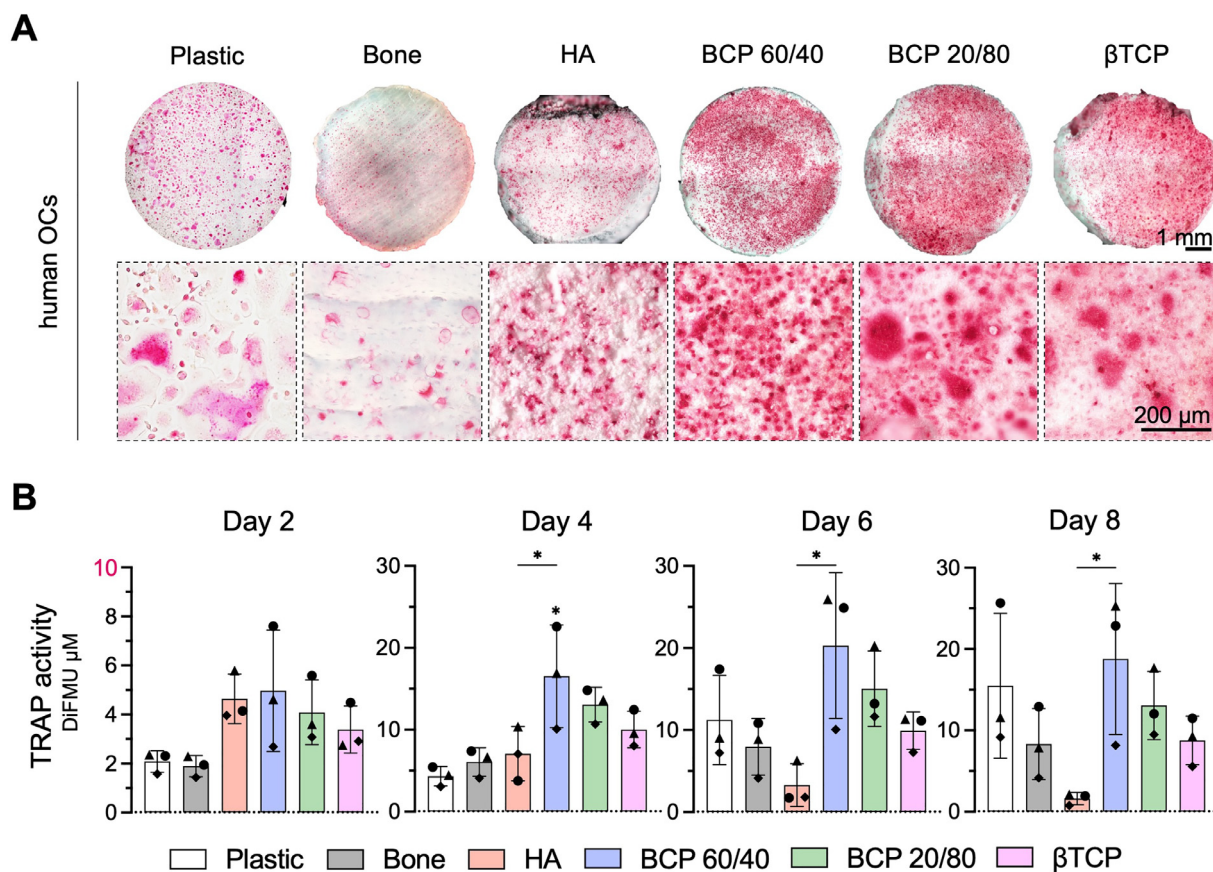 A
Plastic Bone HA BCP 60/40 BCP 20/80 βTCP
human OCs
1 mm
200 μm
B
Day 2 Day 4 Day 6 Day 8
TRAP activity
DiFMU μM
10 30 30 30
8
20 20 20
6
4
10 10 10
2
0 0 0 0
* * * *
Plastic Bone HA BCP 60/40 BCP 20/80 βTCP